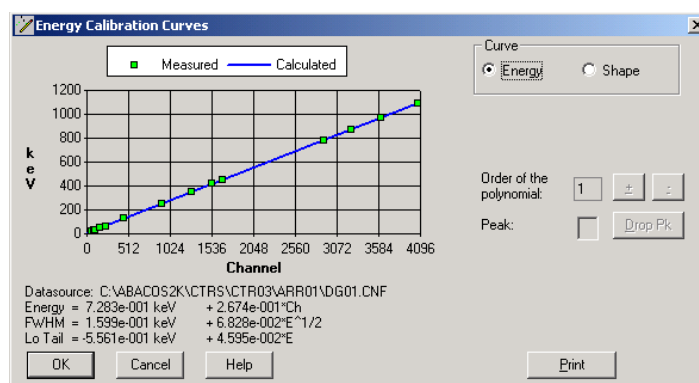 Energy Calibration Curves
Measured Calculated
1200
1000
800
600
400
200
0
keV
0 512 1024 1536 2048 2560 3072 3584 4096
Channel
Curve
Energy Shape
Order of the polynomial: 1 + -
Peak: Drop Pk
Datasource: C:\ABACOS2K\CTRS\CTR03\ARR01\DG01.CNF
Energy = 7.283e-001 keV + 2.674e-001*Ch
FWHM = 1.599e-001 keV + 6.828e-002*E^1/2
Lo Tail = -5.561e-001 keV + 4.595e-002*E
OK Cancel Help Print